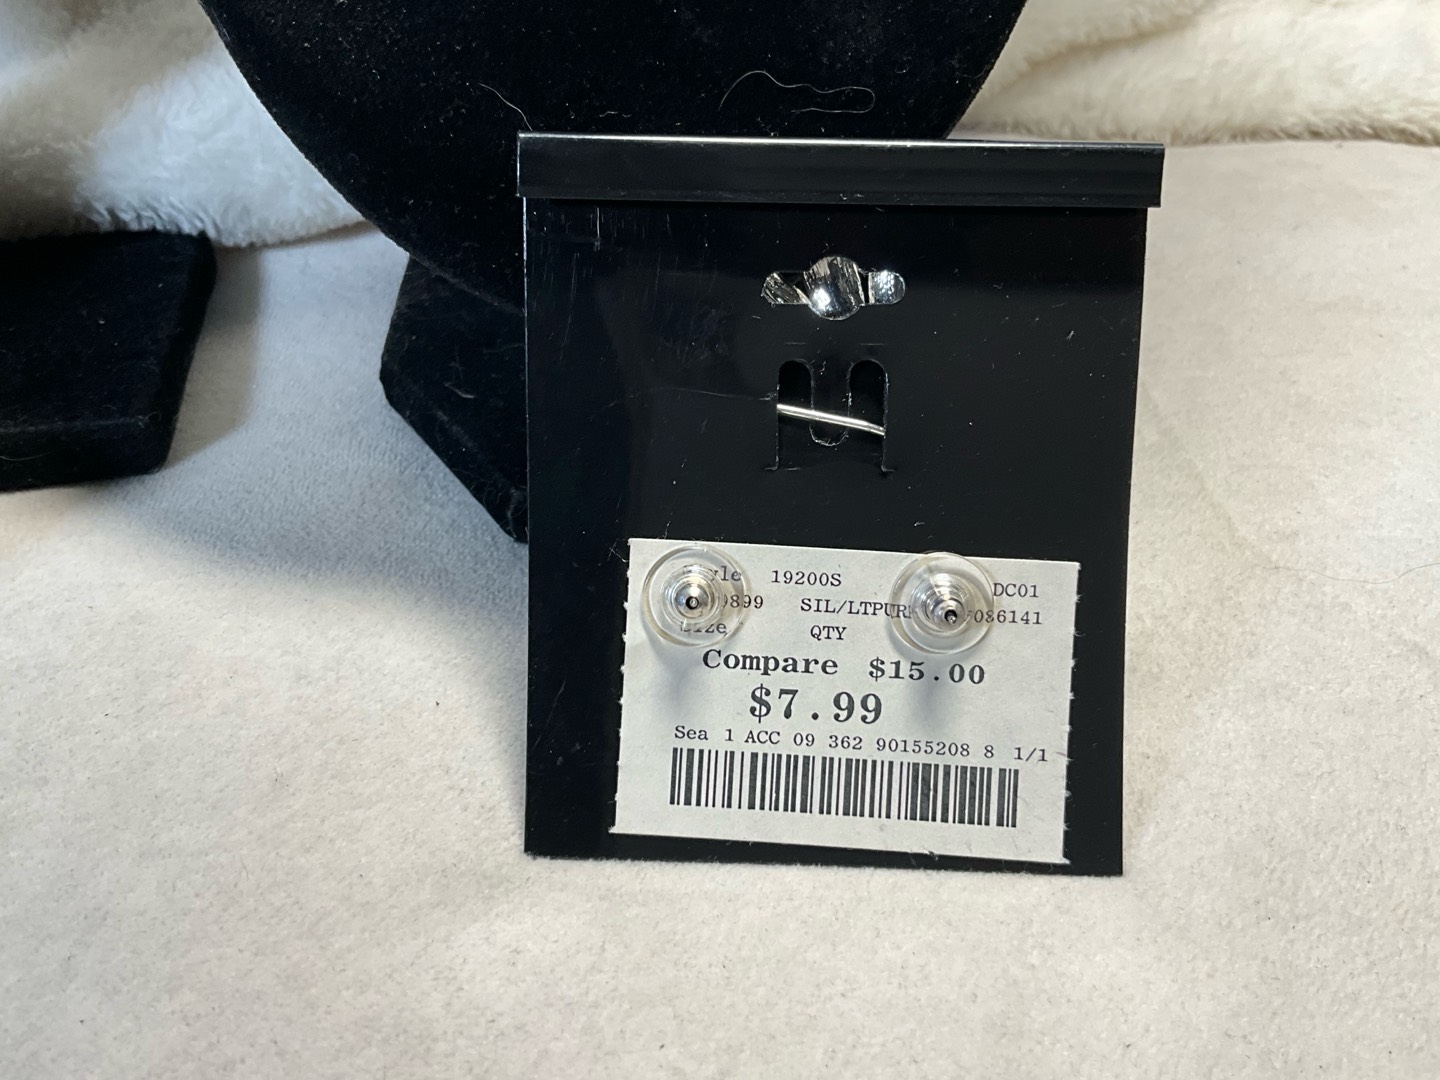 19200S DC01
SIL/LTPUR 086141
Size QTY
Compare $15.00
$7.99
Sea 1 ACC 09 362 90155208 8 1/1